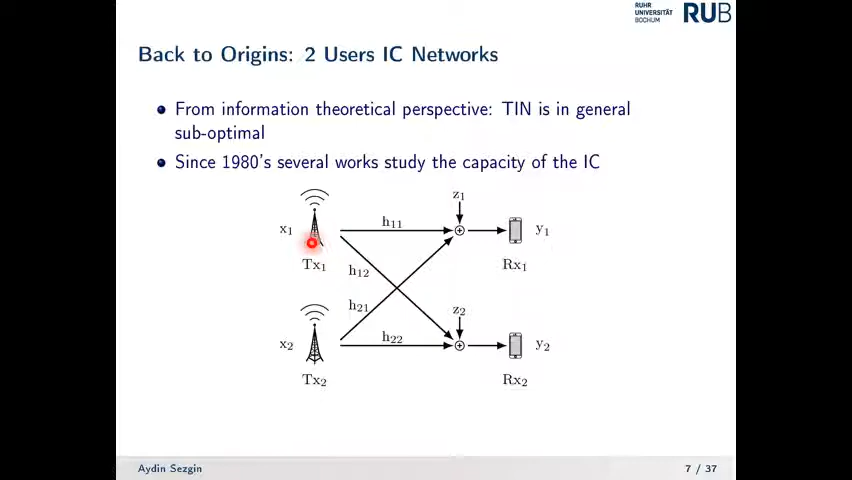 RUHR
UNIVERSITÄT
BOCHUM
RUB
Back to Origins: 2 Users IC Networks
From information theoretical perspective: TIN is in general
sub-optimal
Since 1980's several works study the capacity of the IC
z1
x1
h11
y1
Tx1
h12
Rx1
h21
z2
x2
h22
y2
Tx2
Rx2
Aydin Sezgin
7 / 37